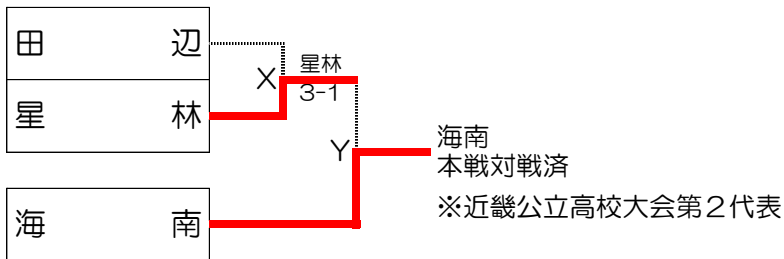 田 辺
星林
X
3-1
星 林
Y
海南
本戦対戦済
※近畿公立高校大会第2代表
海 南